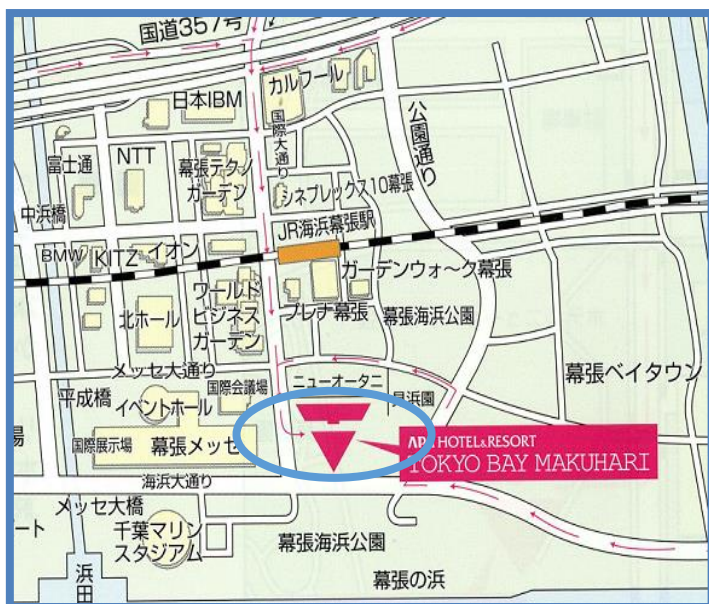 国道357号
カルフール
日本IBM
国際大通り
公園通り
富士通
NTT
幕張テクノ
ガーデン
シネプレックス10幕張
中浜橋
JR海浜幕張駅
BMW
KITZ
イオン
ガーデンウォ〜ク幕張
ワールド
ビジネス
ガーデン
プレナ幕張
北ホール
幕張海浜公園
メッセ大通り
幕張ベイタウン
平成橋
国際会議場
ニューオータニ
見浜園
イベントホール
場
国際展示場
幕張メッセ
HOTEL&RESORT
TOKYO BAY MAKUHARI
海浜大通り
メッセ大橋
ート
千葉マリン
スタジアム
幕張海浜公園
浜田
幕張の浜